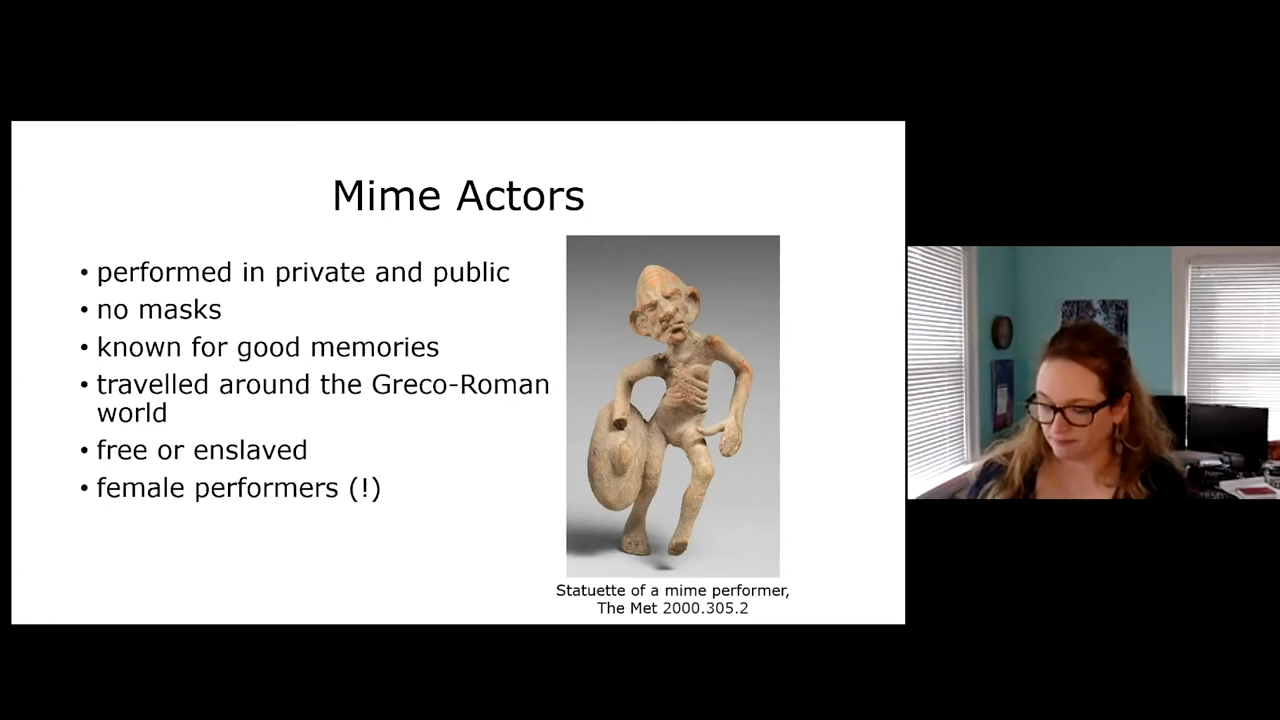 Mime Actors
• performed in private and public
• no masks
• known for good memories
• travelled around the Greco-Roman
world
• free or enslaved
• female performers (!)
Statuette of a mime performer,
The Met 2000.305.2